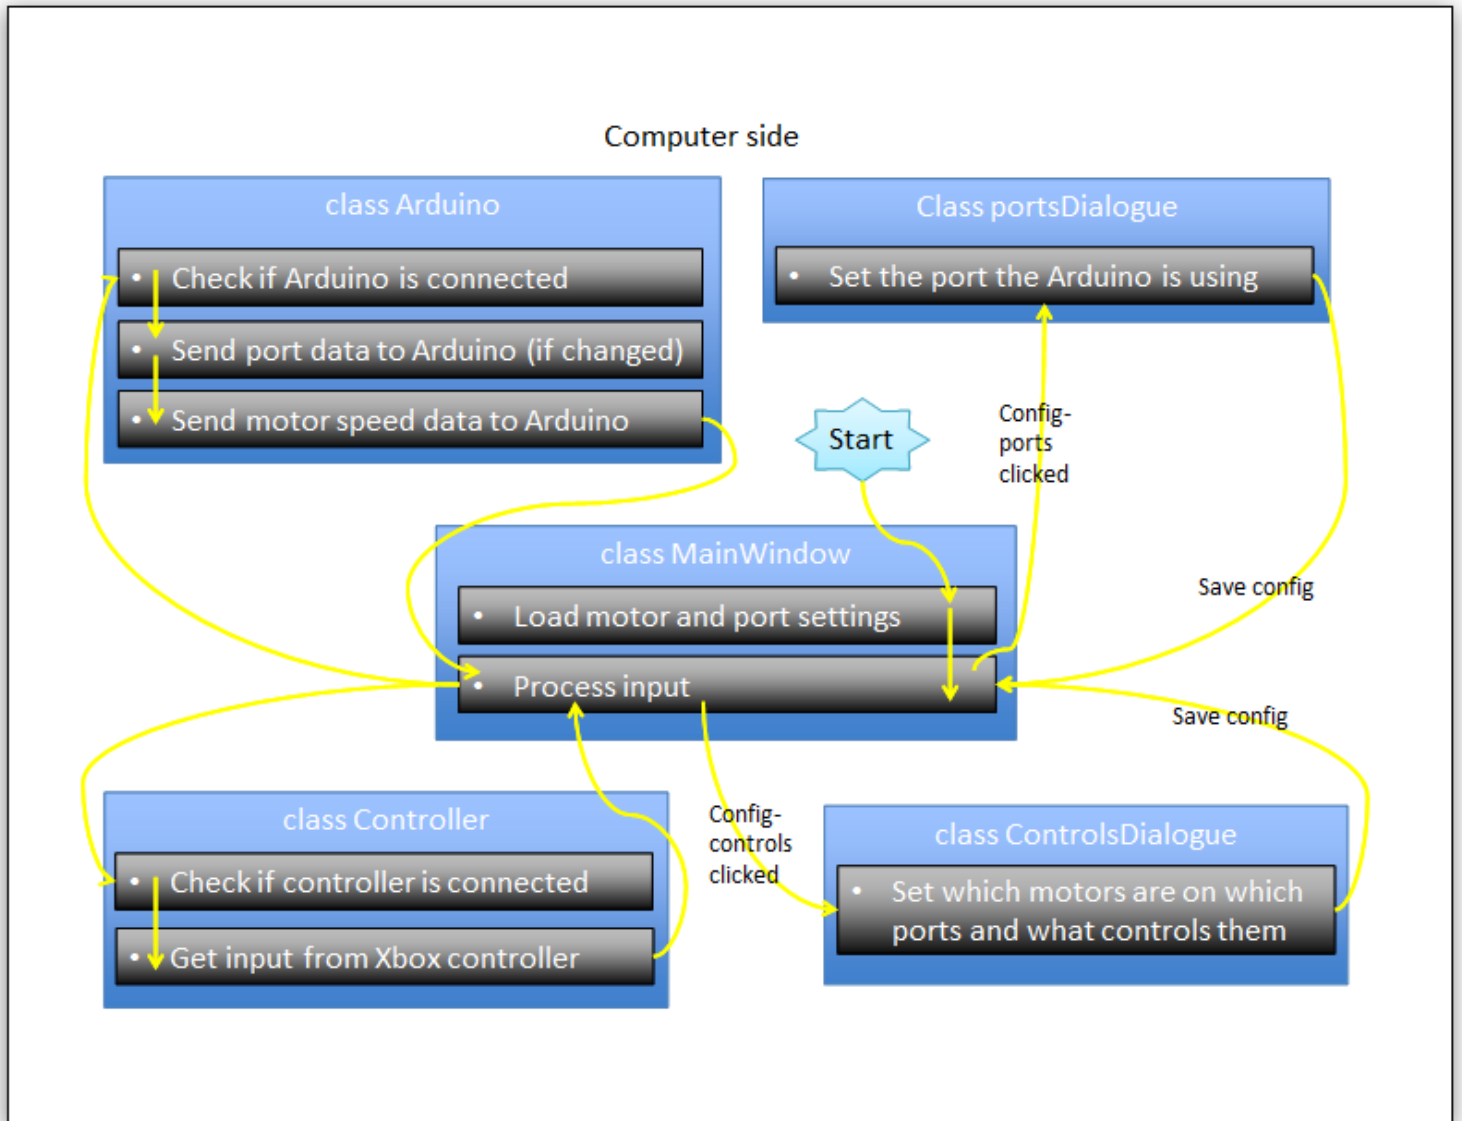 Computer side
class Arduino
• Check if Arduino is connected
• Send port data to Arduino (if changed)
• Send motor speed data to Arduino
Class portsDialogue
• Set the port the Arduino is using
Start
Config-
ports
clicked
class MainWindow
• Load motor and port settings
• Process input
Save config
Save config
class Controller
• Check if controller is connected
• Get input from Xbox controller
Config-
controls
clicked
class ControlsDialogue
• Set which motors are on which
ports and what controls them